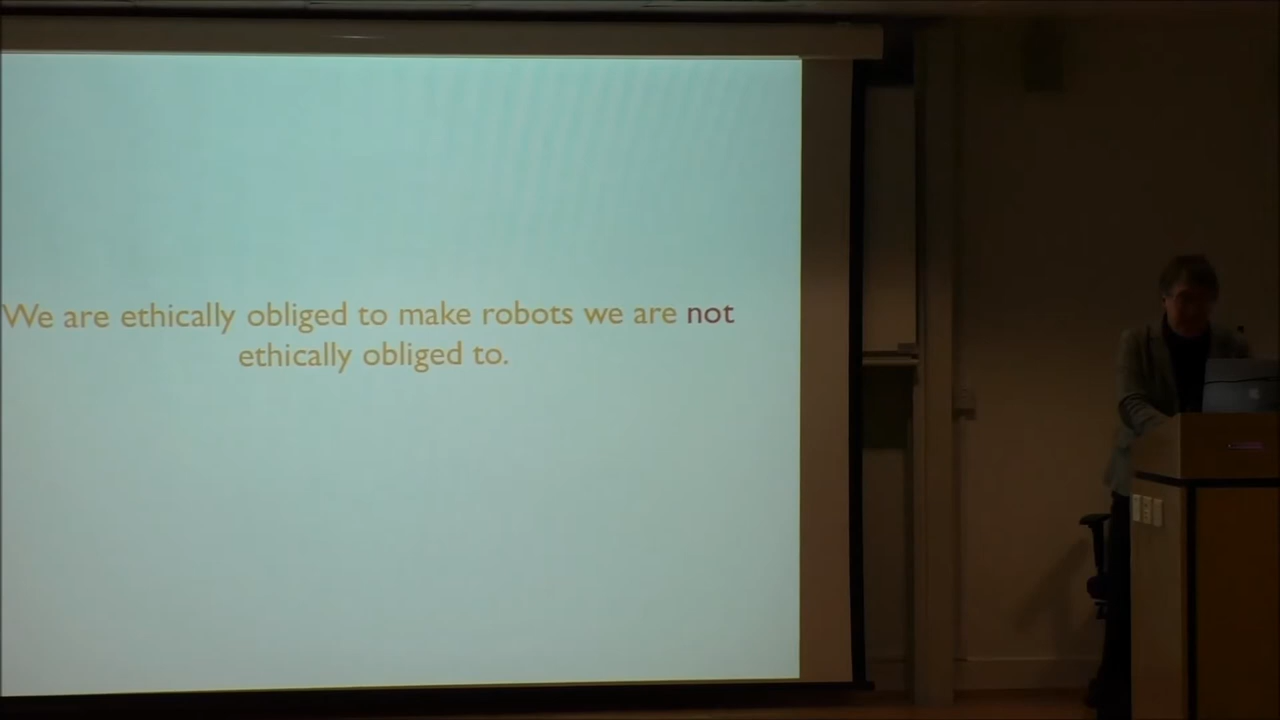 We are ethically obliged to make robots we are not
ethically obliged to.